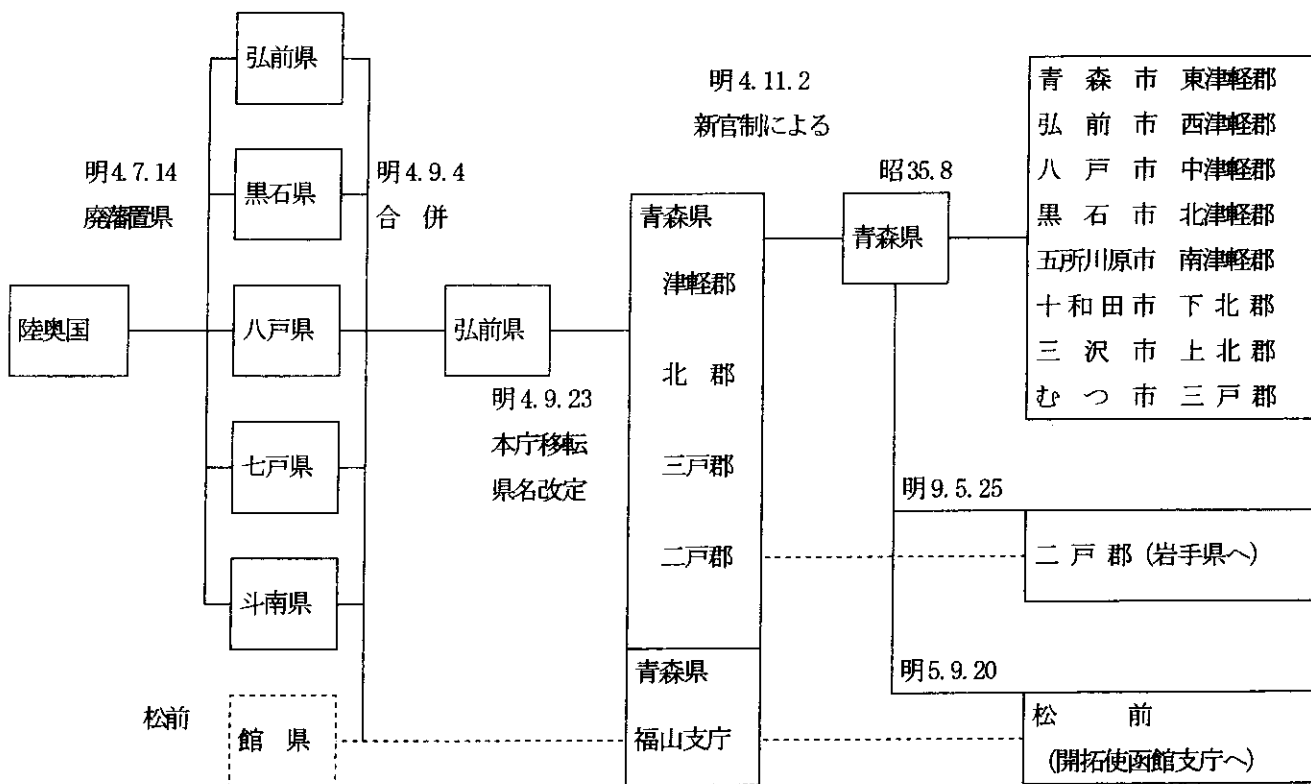 陸奥国
明4.7.14
廃藩置県
弘前県
黒石県
八戸県
七戸県
斗南県
松前
館県
明4.9.4
合併
弘前県
明4.9.23
本庁移転
県名改定
青森県
津軽郡
北郡
三戸郡
二戸郡
青森県
福山支庁
明4.11.2
新官制による
昭35.8
青森県
青森市 東津軽郡
弘前市 西津軽郡
八戸市 中津軽郡
黒石市 北津軽郡
五所川原市 南津軽郡
十和田市 下北郡
三沢市 上北郡
むつ市 三戸郡
明9.5.25
二戸郡(岩手県へ)
明5.9.20
松前
(開拓使函館支庁へ)